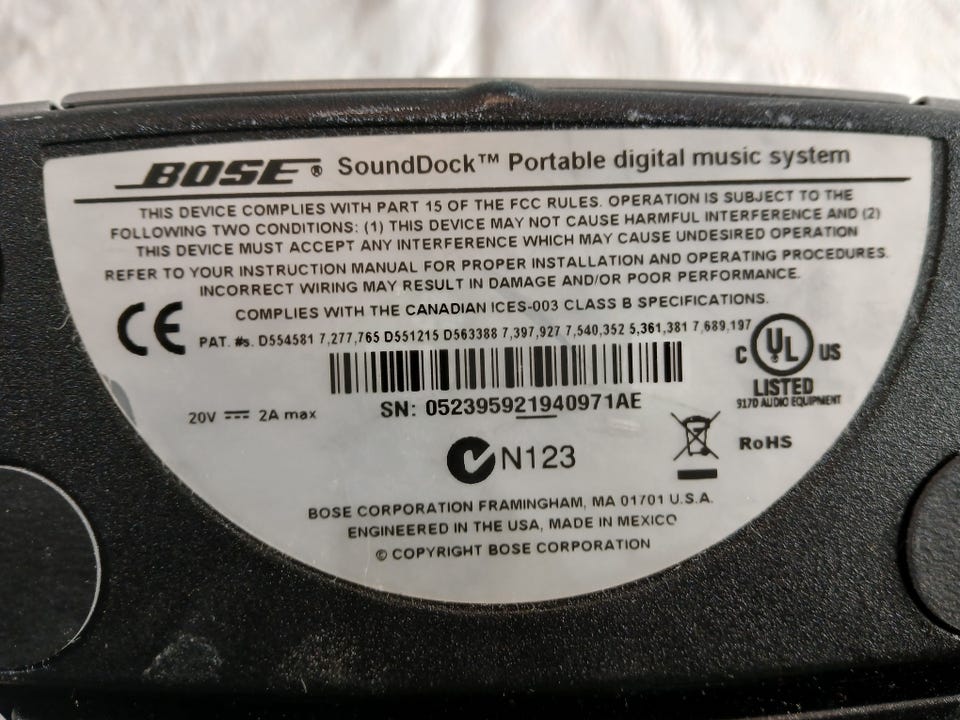 BOSE® SoundDock™ Portable digital music system
THIS DEVICE COMPLIES WITH PART 15 OF THE FCC RULES. OPERATION IS SUBJECT TO THE
FOLLOWING TWO CONDITIONS: (1) THIS DEVICE MAY NOT CAUSE HARMFUL INTERFERENCE AND (2)
THIS DEVICE MUST ACCEPT ANY INTERFERENCE WHICH MAY CAUSE UNDESIRED OPERATION
REFER TO YOUR INSTRUCTION MANUAL FOR PROPER INSTALLATION AND OPERATING PROCEDURES.
INCORRECT WIRING MAY RESULT IN DAMAGE AND/OR POOR PERFORMANCE.
COMPLIES WITH THE CANADIAN ICES-003 CLASS B SPECIFICATIONS.
CE
PAT. #s. D554581 7,277,765 D551215 D563388 7,397,927 7,540,352 5,361,381 7,689,197
C UL US
LISTED
9170 AUDIO EQUIPMENT
20V 2A max
SN: 052395921940971AE
N123
RoHS
BOSE CORPORATION FRAMINGHAM, MA 01701 U.S.A.
ENGINEERED IN THE USA, MADE IN MEXICO
© COPYRIGHT BOSE CORPORATION